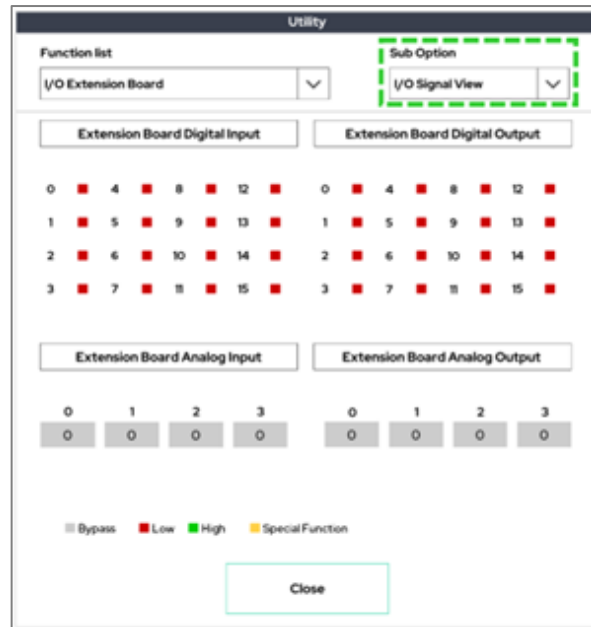 Utility
Function list Sub Option
I/O Extension Board I/O Signal View
Extension Board Digital Input Extension Board Digital Output
0 4 8 12 0 4 8 12
1 5 9 13 1 5 9 13
2 6 10 14 2 6 10 14
3 7 11 15 3 7 11 15
Extension Board Analog Input Extension Board Analog Output
0 1 2 3 0 1 2 3
0 0 0 0 0 0 0 0
Bypass Low High Special Function
Close